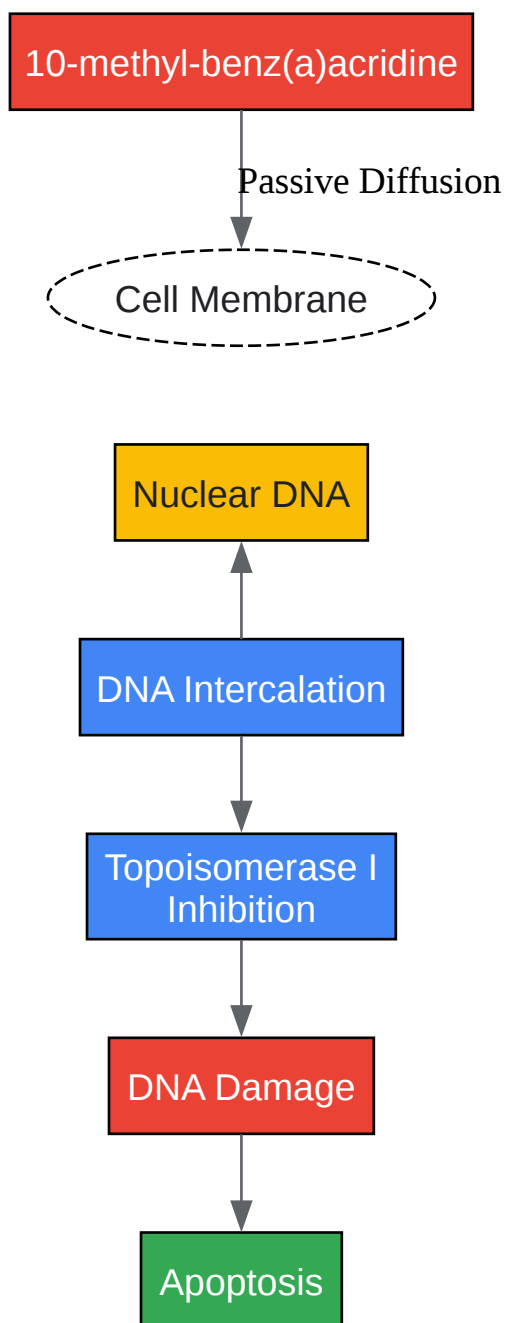 10-methyl-benz(a)acridine
Passive Diffusion
Cell Membrane
Nuclear DNA
DNA Intercalation
Topoisomerase I
Inhibition
DNA Damage
Apoptosis